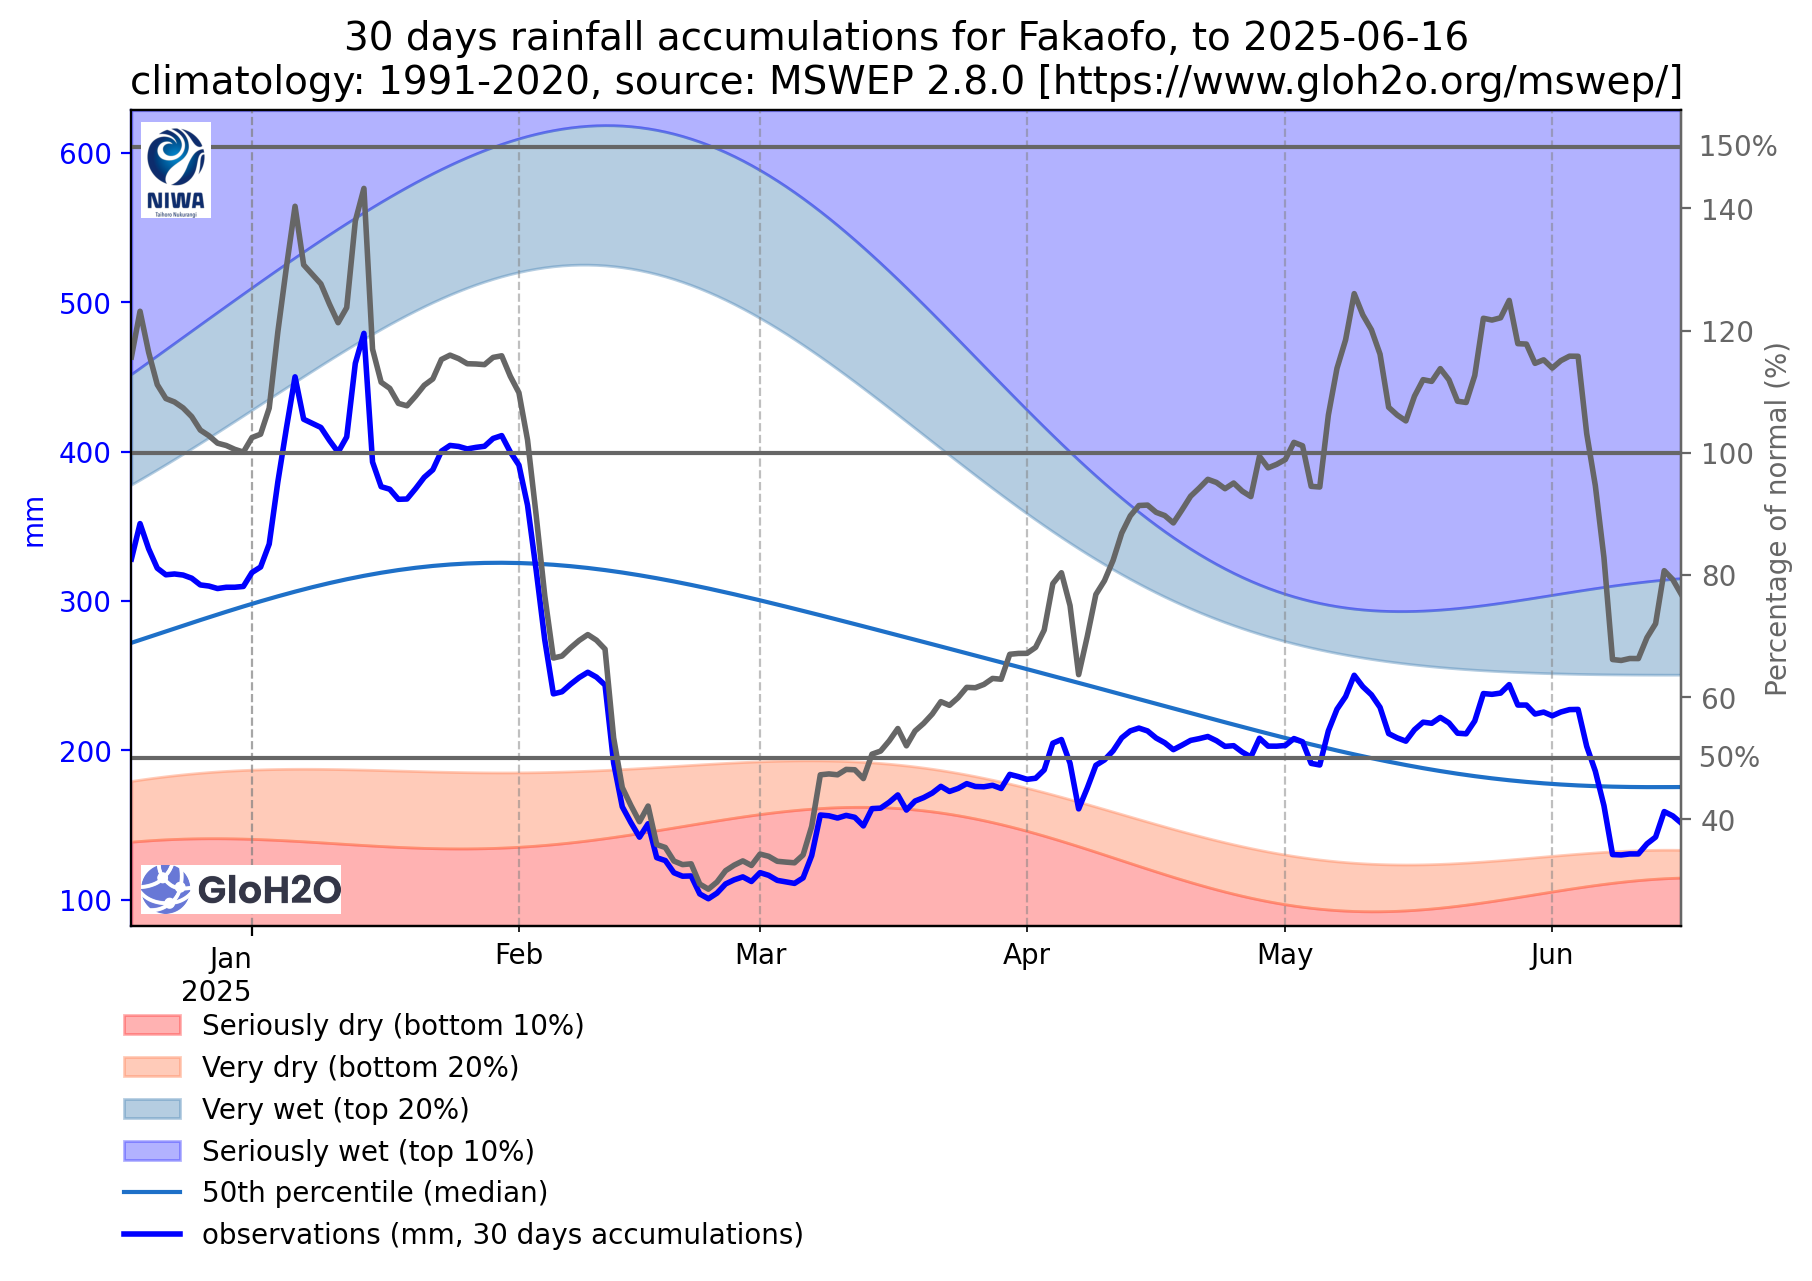 30 days rainfall accumulations for Fakaofo, to 2025-06-16
climatology: 1991-2020, source: MSWEP 2.8.0 [https://www.gloh2o.org/mswep/]
NIWA
Taihoro Nukurangi
600
500
400
300
200
100
mm
150%
140
120
100
80
60
50%
40
Percentage of normal (%)
GloH2O
Jan
2025
Feb
Mar
Apr
May
Jun
Seriously dry (bottom 10%)
Very dry (bottom 20%)
Very wet (top 20%)
Seriously wet (top 10%)
50th percentile (median)
observations (mm, 30 days accumulations)